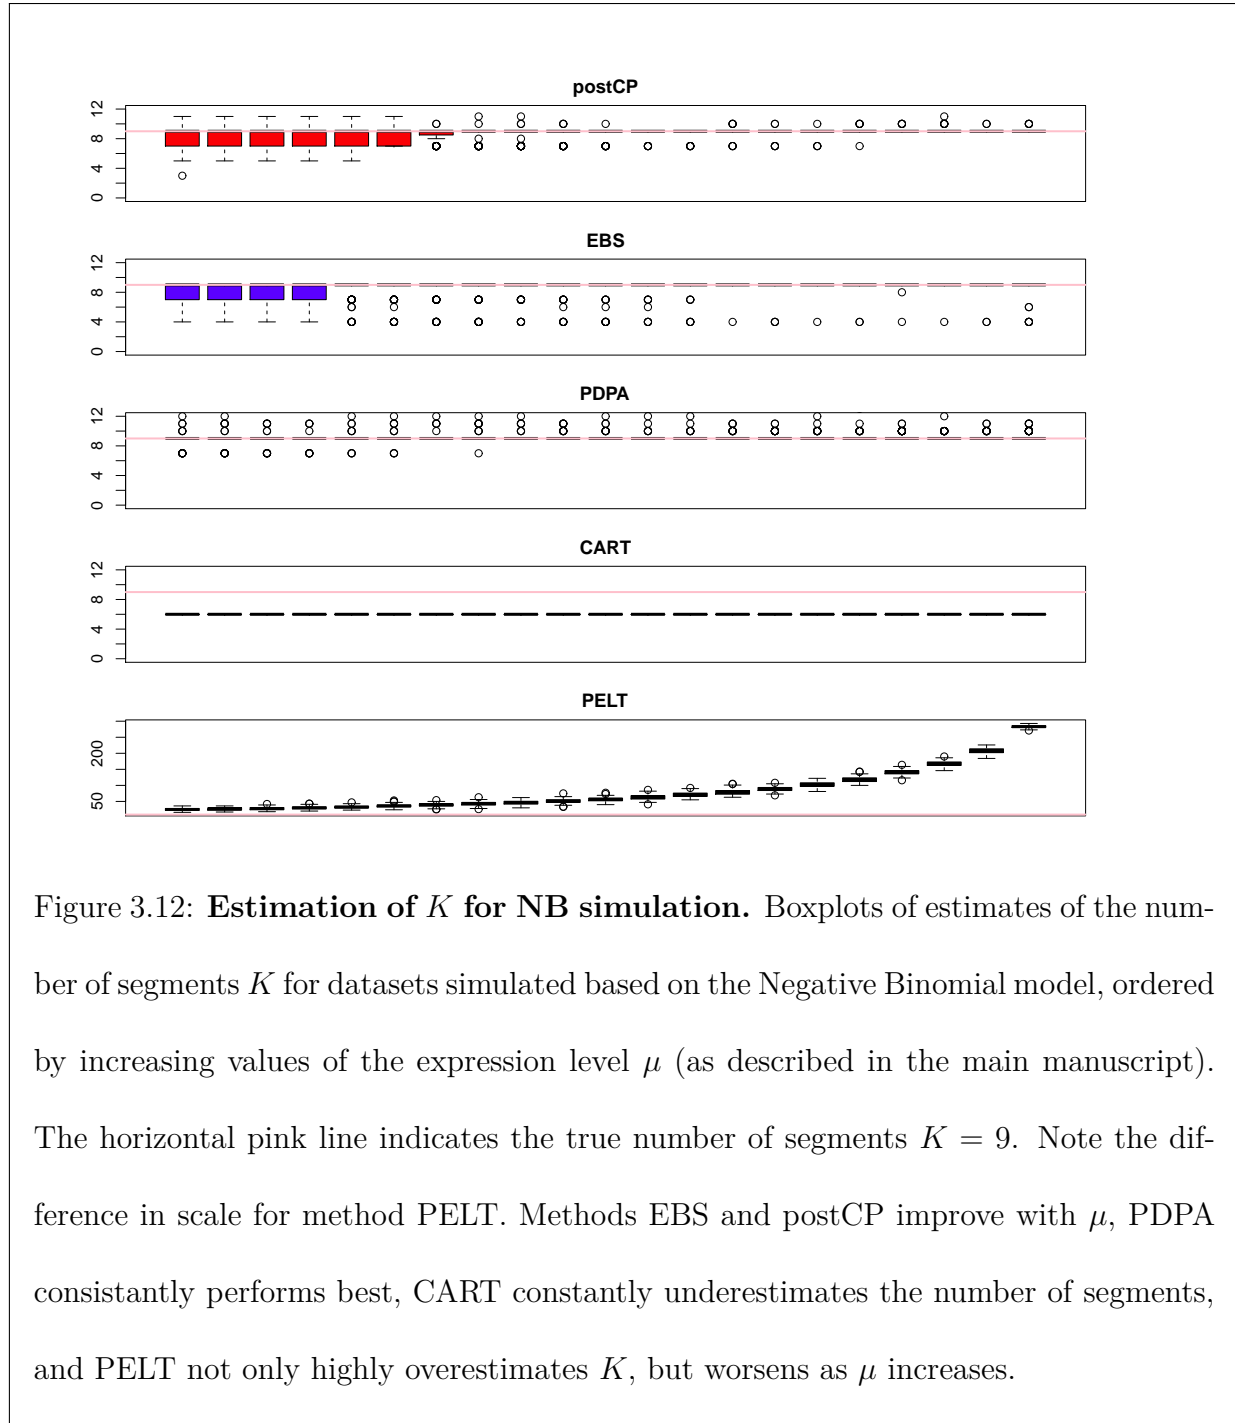 postCP
12
8
4
0
EBS
12
8
4
0
PDPA
12
8
4
0
CART
12
8
4
0
PELT
200
50
Figure 3.12: Estimation of K for NB simulation. Boxplots of estimates of the num-
ber of segments K for datasets simulated based on the Negative Binomial model, ordered
by increasing values of the expression level μ (as described in the main manuscript).
The horizontal pink line indicates the true number of segments K = 9. Note the dif-
ference in scale for method PELT. Methods EBS and postCP improve with μ, PDPA
consistantly performs best, CART constantly underestimates the number of segments,
and PELT not only highly overestimates K, but worsens as μ increases.